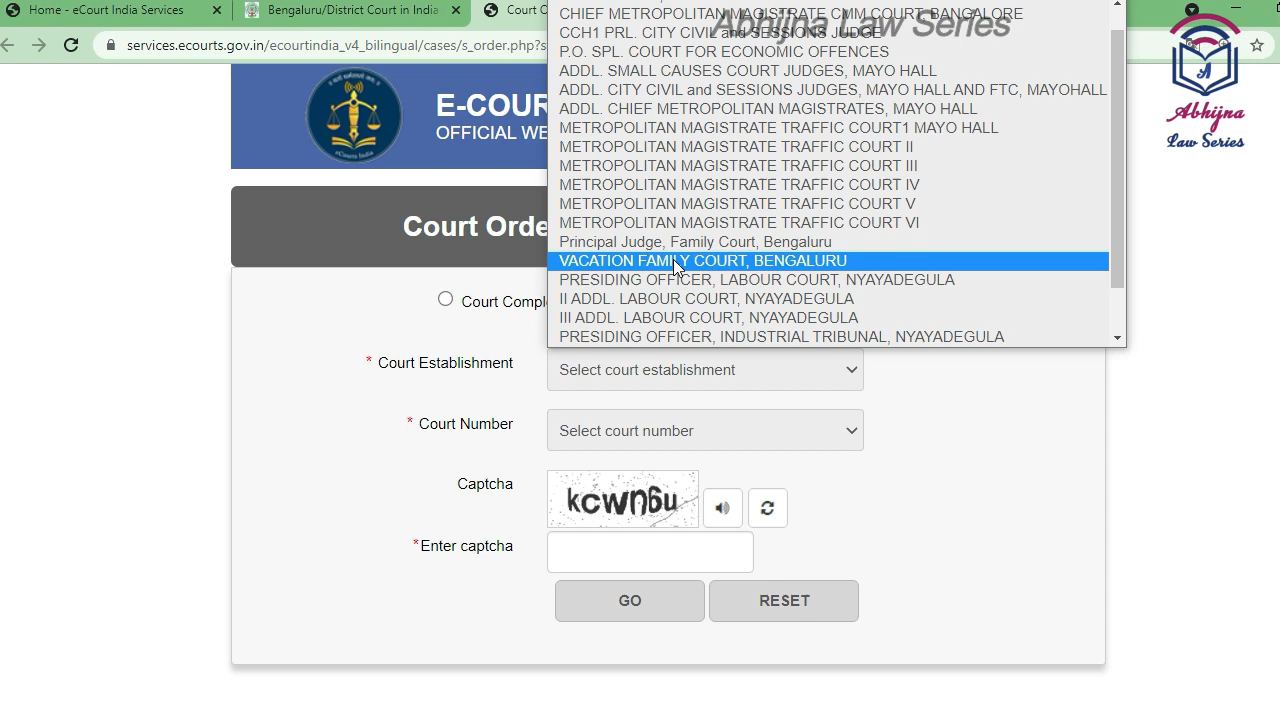 Home - eCourt India Services
Bengaluru/District Court in India
Court O
services.ecourts.gov.in/ecourtindia_v4_bilingual/cases/s_order.php?s
Abhijna Law Series
A
Abhijna
Law Series
eCourts India
E-COUR
OFFICIAL WE
CHIEF METROPOLITAN MAGISTRATE CMM COURT, BANGALORE
CCH1 PRL. CITY CIVIL and SESSIONS JUDGE
P.O. SPL. COURT FOR ECONOMIC OFFENCES
ADDL. SMALL CAUSES COURT JUDGES, MAYO HALL
ADDL. CITY CIVIL and SESSIONS JUDGES, MAYO HALL AND FTC, MAYOHALL
ADDL. CHIEF METROPOLITAN MAGISTRATES, MAYO HALL
METROPOLITAN MAGISTRATE TRAFFIC COURT1 MAYO HALL
METROPOLITAN MAGISTRATE TRAFFIC COURT II
METROPOLITAN MAGISTRATE TRAFFIC COURT III
METROPOLITAN MAGISTRATE TRAFFIC COURT IV
METROPOLITAN MAGISTRATE TRAFFIC COURT V
METROPOLITAN MAGISTRATE TRAFFIC COURT VI
Principal Judge, Family Court, Bengaluru
VACATION FAMILY COURT, BENGALURU
PRESIDING OFFICER, LABOUR COURT, NYAYADEGULA
II ADDL. LABOUR COURT, NYAYADEGULA
III ADDL. LABOUR COURT, NYAYADEGULA
PRESIDING OFFICER, INDUSTRIAL TRIBUNAL, NYAYADEGULA
Court Orde
Court Compl
* Court Establishment
Select court establishment
* Court Number
Select court number
Captcha
kcwn6u
*Enter captcha
GO
RESET